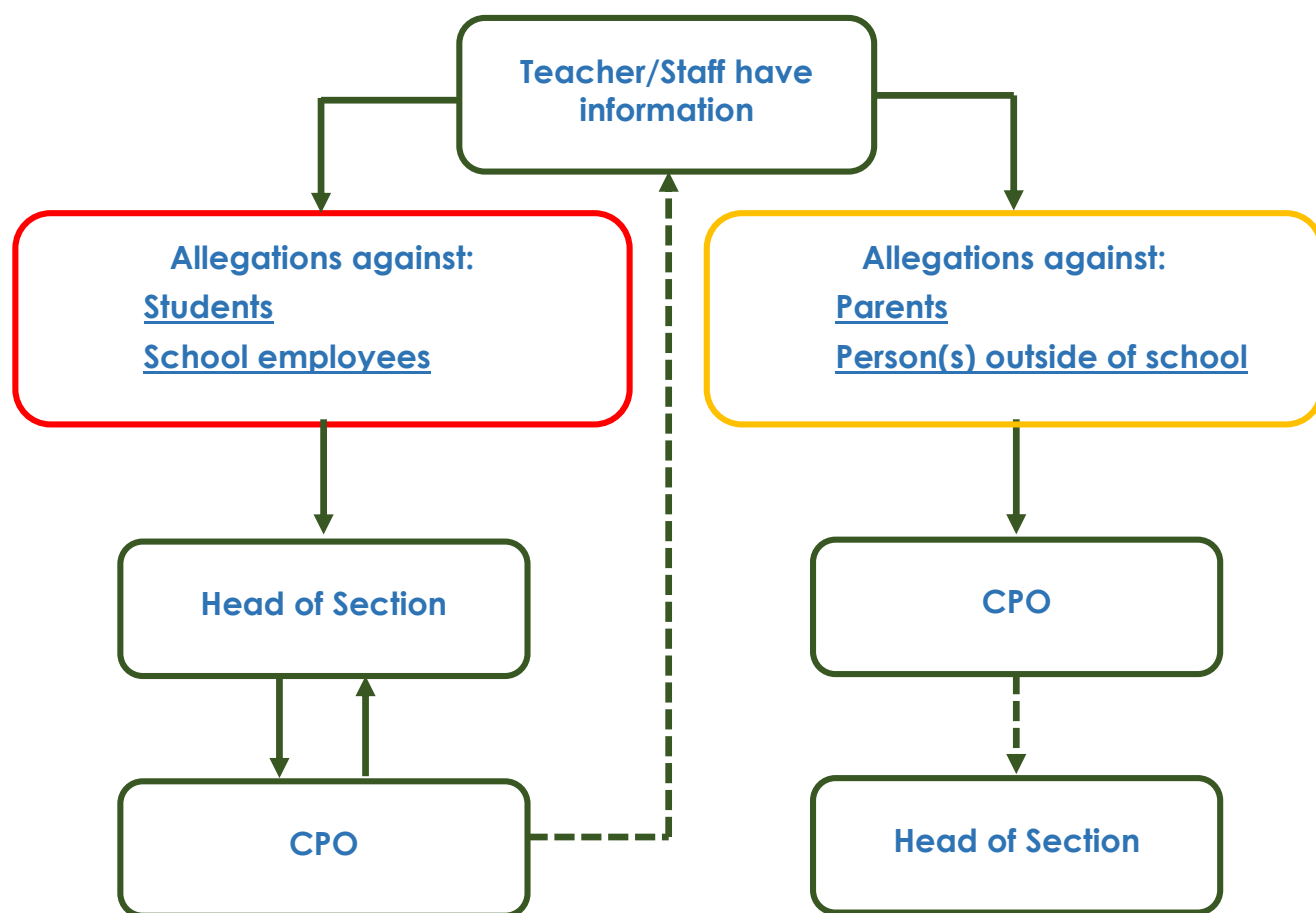 Teacher/Staff have
information
Allegations against:
Students
School employees
Allegations against:
Parents
Person(s) outside of school
Head of Section
CPO
CPO
Head of Section